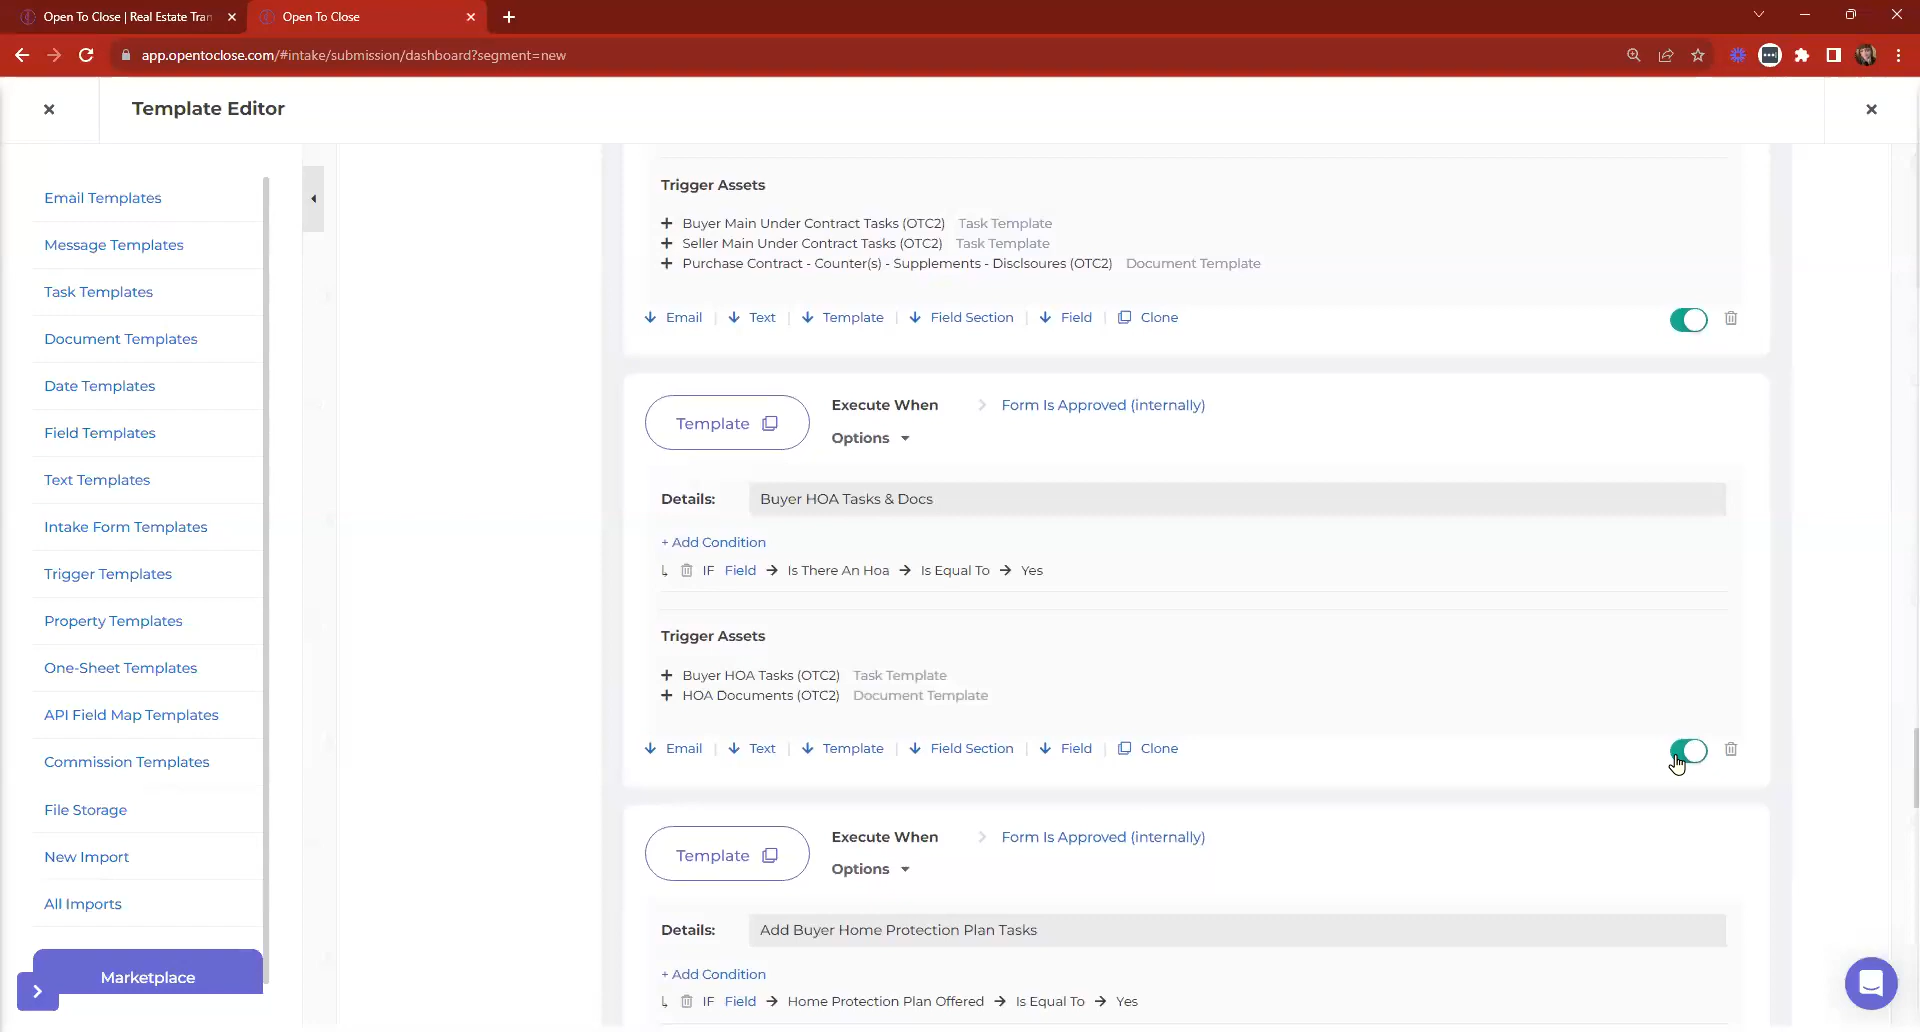 Open To Close | Real Estate Tran
Open To Close
app.opentoclose.com/#intake/submission/dashboard?segment=new
Template Editor
Email Templates
Message Templates
Task Templates
Document Templates
Date Templates
Field Templates
Text Templates
Intake Form Templates
Trigger Templates
Property Templates
One-Sheet Templates
API Field Map Templates
Commission Templates
File Storage
New Import
All Imports
Marketplace
Trigger Assets
+ Buyer Main Under Contract Tasks (OTC2) Task Template
+ Seller Main Under Contract Tasks (OTC2) Task Template
+ Purchase Contract - Counter(s) - Supplements - Disclsoures (OTC2) Document Template
Email | Text | Template | Field Section | Field | Clone
Template
Execute When
Form Is Approved (internally)
Options
Details: Buyer HOA Tasks & Docs
+ Add Condition
IF Field → Is There An Hoa → Is Equal To → Yes
Trigger Assets
+ Buyer HOA Tasks (OTC2) Task Template
+ HOA Documents (OTC2) Document Template
Email | Text | Template | Field Section | Field | Clone
Template
Execute When
Form Is Approved (internally)
Options
Details: Add Buyer Home Protection Plan Tasks
+ Add Condition
IF Field → Home Protection Plan Offered → Is Equal To → Yes